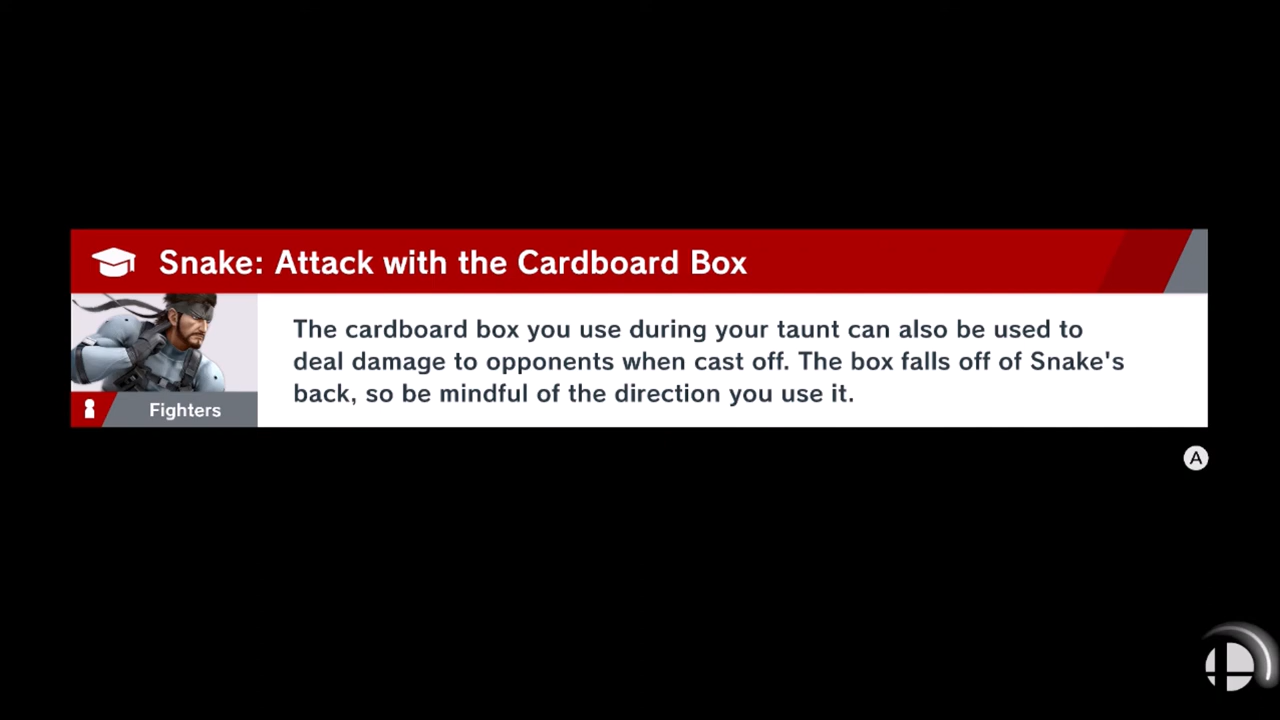 Snake: Attack with the Cardboard Box
The cardboard box you use during your taunt can also be used to
deal damage to opponents when cast off. The box falls off of Snake's
back, so be mindful of the direction you use it.
Fighters
A